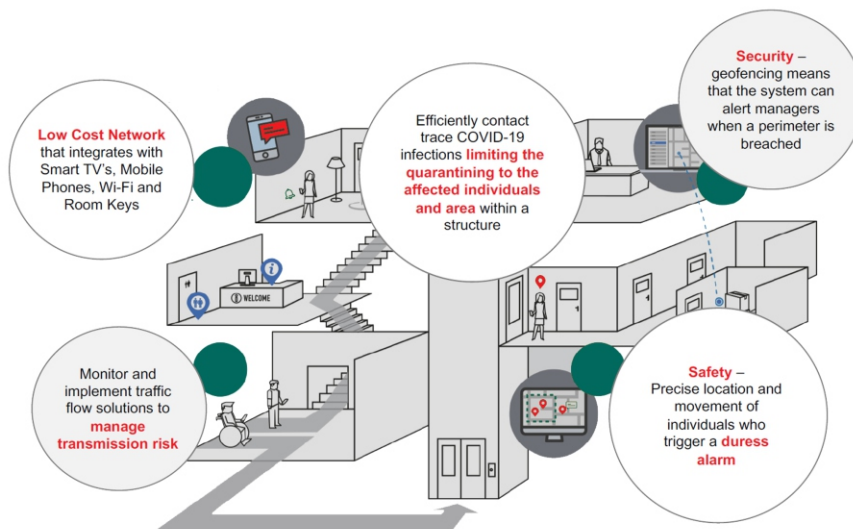 Security –
geofencing means
that the system can
alert managers
when a perimeter is
breached
Low Cost Network
that integrates with
Smart TV's, Mobile
Phones, Wi-Fi and
Room Keys
Efficiently contact
trace COVID-19
infections limiting the
quarantining to the
affected individuals
and area within a
structure
WELCOME
Monitor and
implement traffic
flow solutions to
manage
transmission risk
Safety –
Precise location and
movement of
individuals who
trigger a duress
alarm